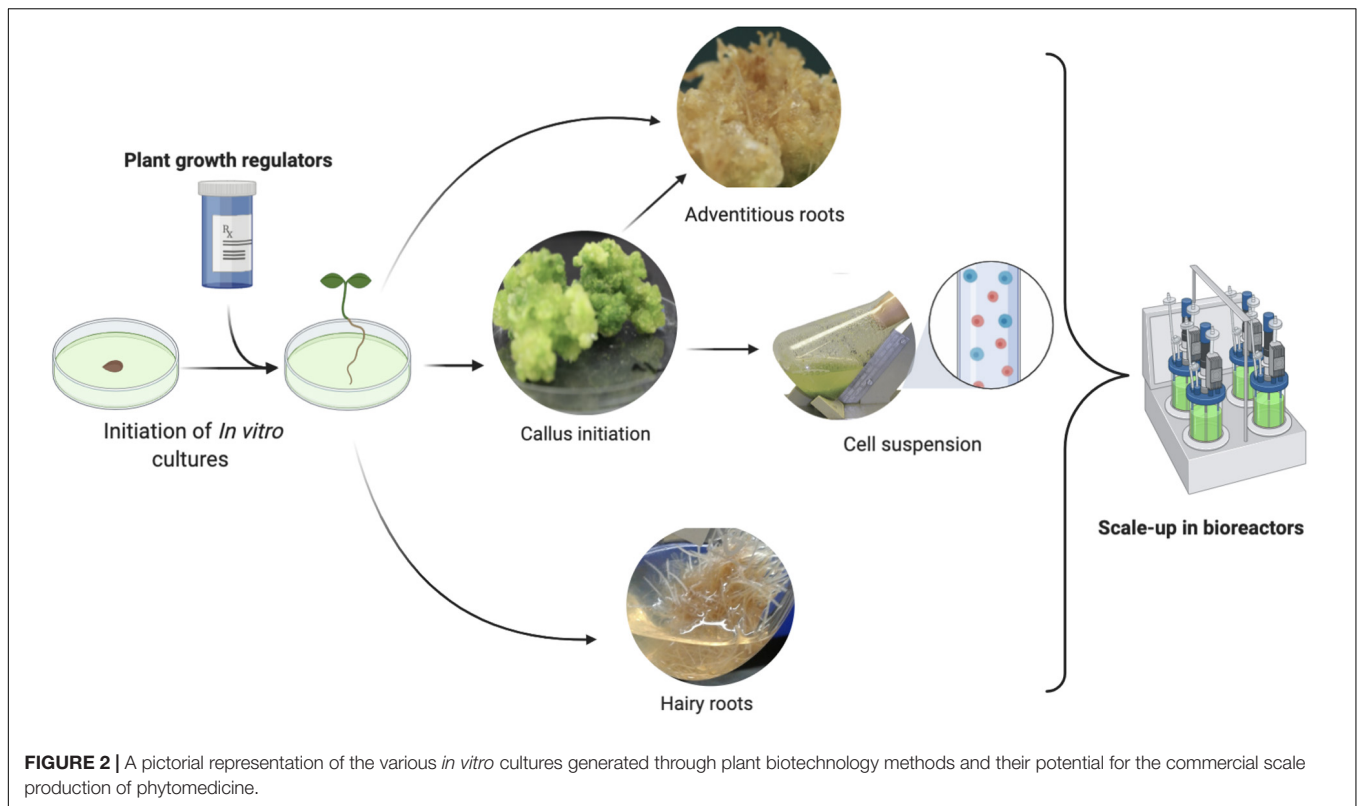 Plant growth regulators
Rx
Initiation of In vitro
cultures
Adventitious roots
Callus initiation
Cell suspension
Hairy roots
Scale-up in bioreactors
FIGURE 2 | A pictorial representation of the various in vitro cultures generated through plant biotechnology methods and their potential for the commercial scale
production of phytomedicine.